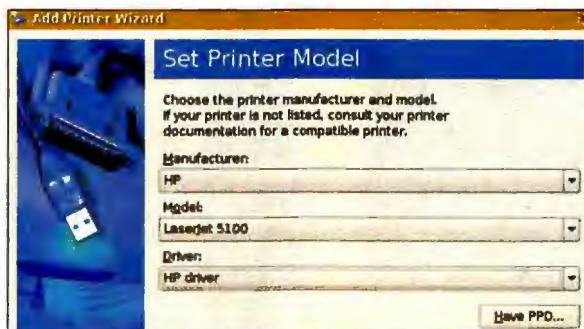 Add Printer Wizard
Set Printer Model
Choose the printer manufacturer and model.
If your printer is not listed, consult your printer
documentation for a compatible printer.
Manufacturer:
HP
Model:
LaserJet 5100
Driver:
HP driver
Have PPD...